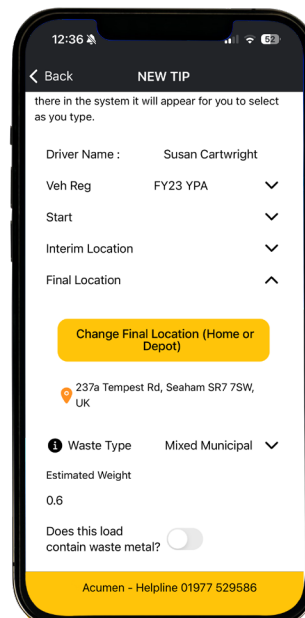 12:36
52
Back NEW TIP
there in the system it will appear for you to select
as you type.
Driver Name : Susan Cartwright
Veh Reg FY23 YPA
Start
Interim Location
Final Location
Change Final Location (Home or
Depot)
237a Tempest Rd, Seaham SR7 7SW,
UK
i Waste Type Mixed Municipal
Estimated Weight
0.6
Does this load
contain waste metal?
Acumen - Helpline 01977 529586